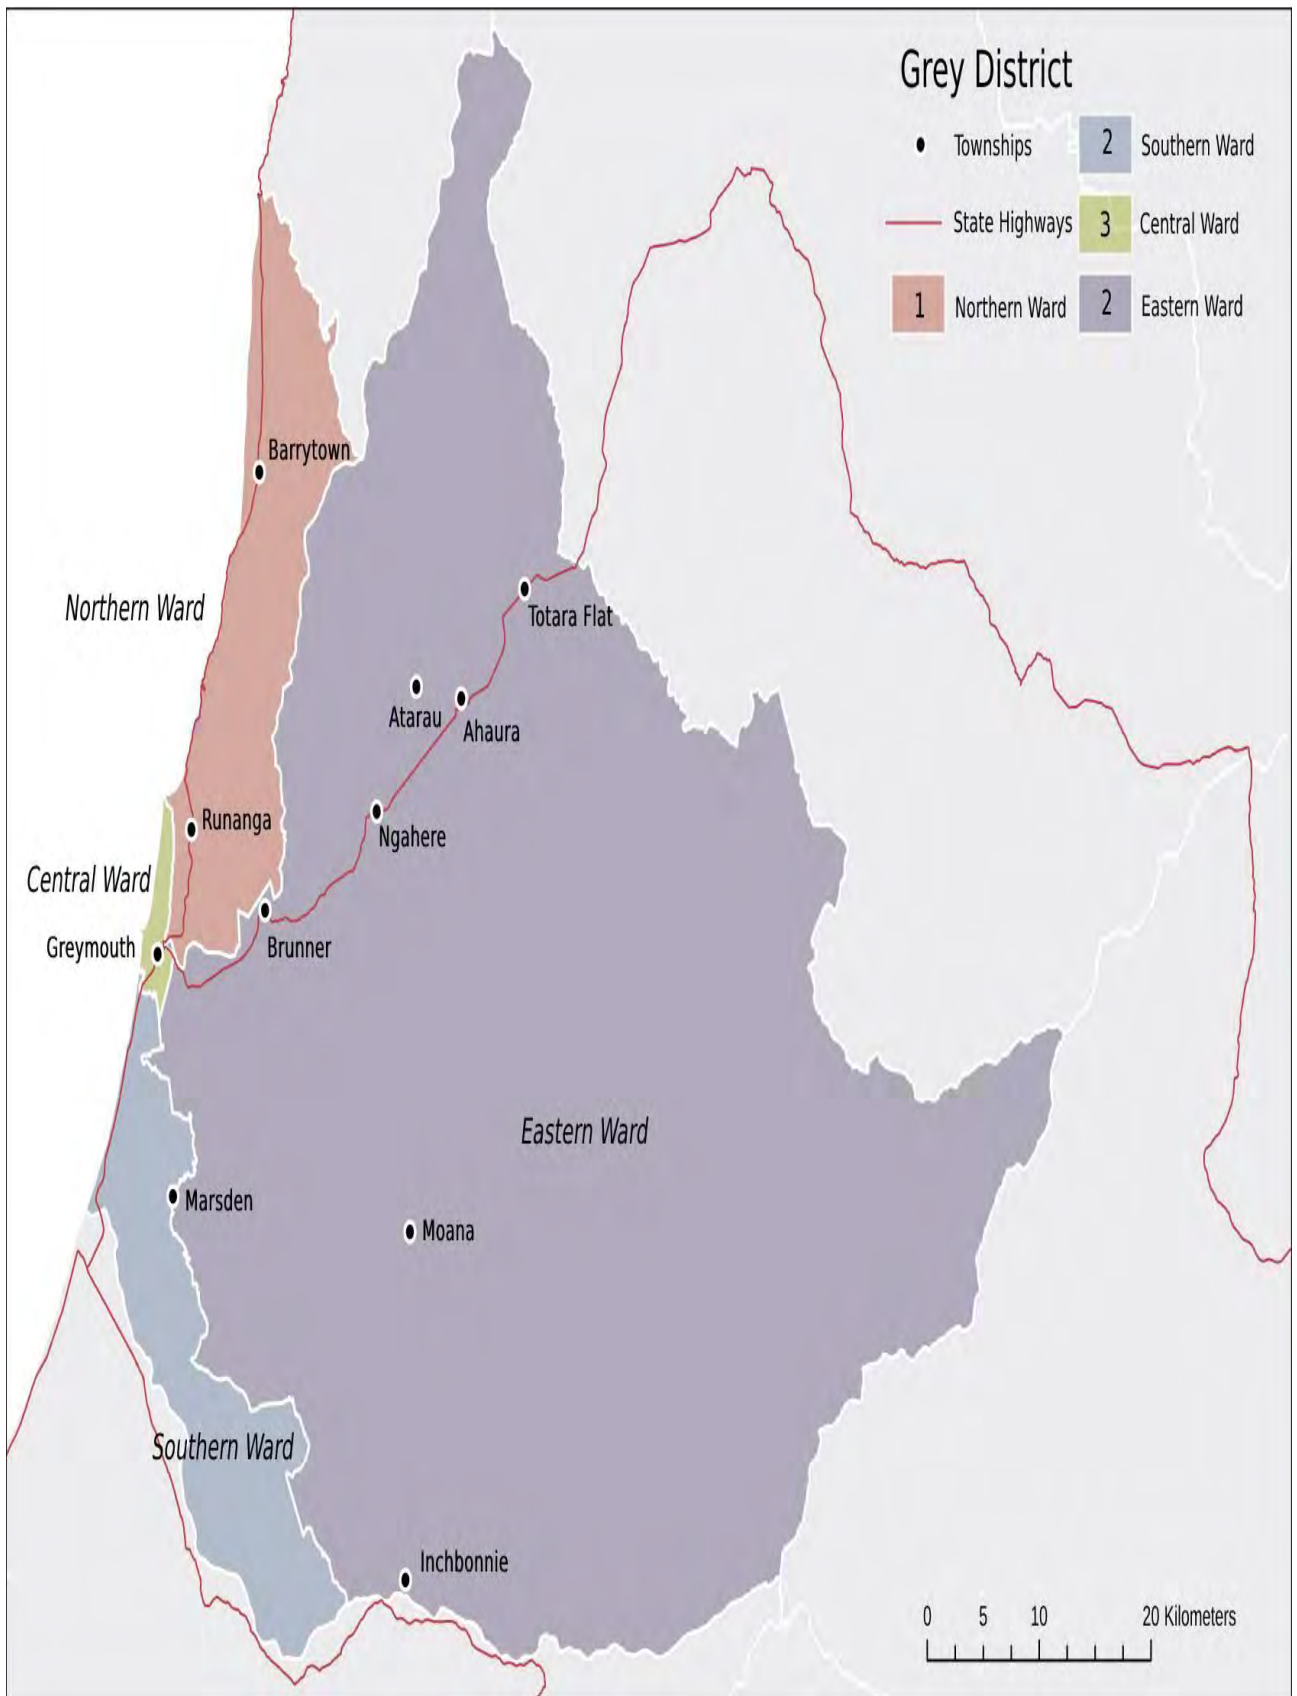 Grey District
Townships
2 Southern Ward
State Highways
3 Central Ward
1 Northern Ward
2 Eastern Ward
Barrytown
Northern Ward
Totara Flat
Atarau
Ahaura
Runanga
Ngahere
Central Ward
Greymouth
Brunner
Eastern Ward
Marsden
Moana
Southern Ward
Inchbonnie
0 5 10 20 Kilometers